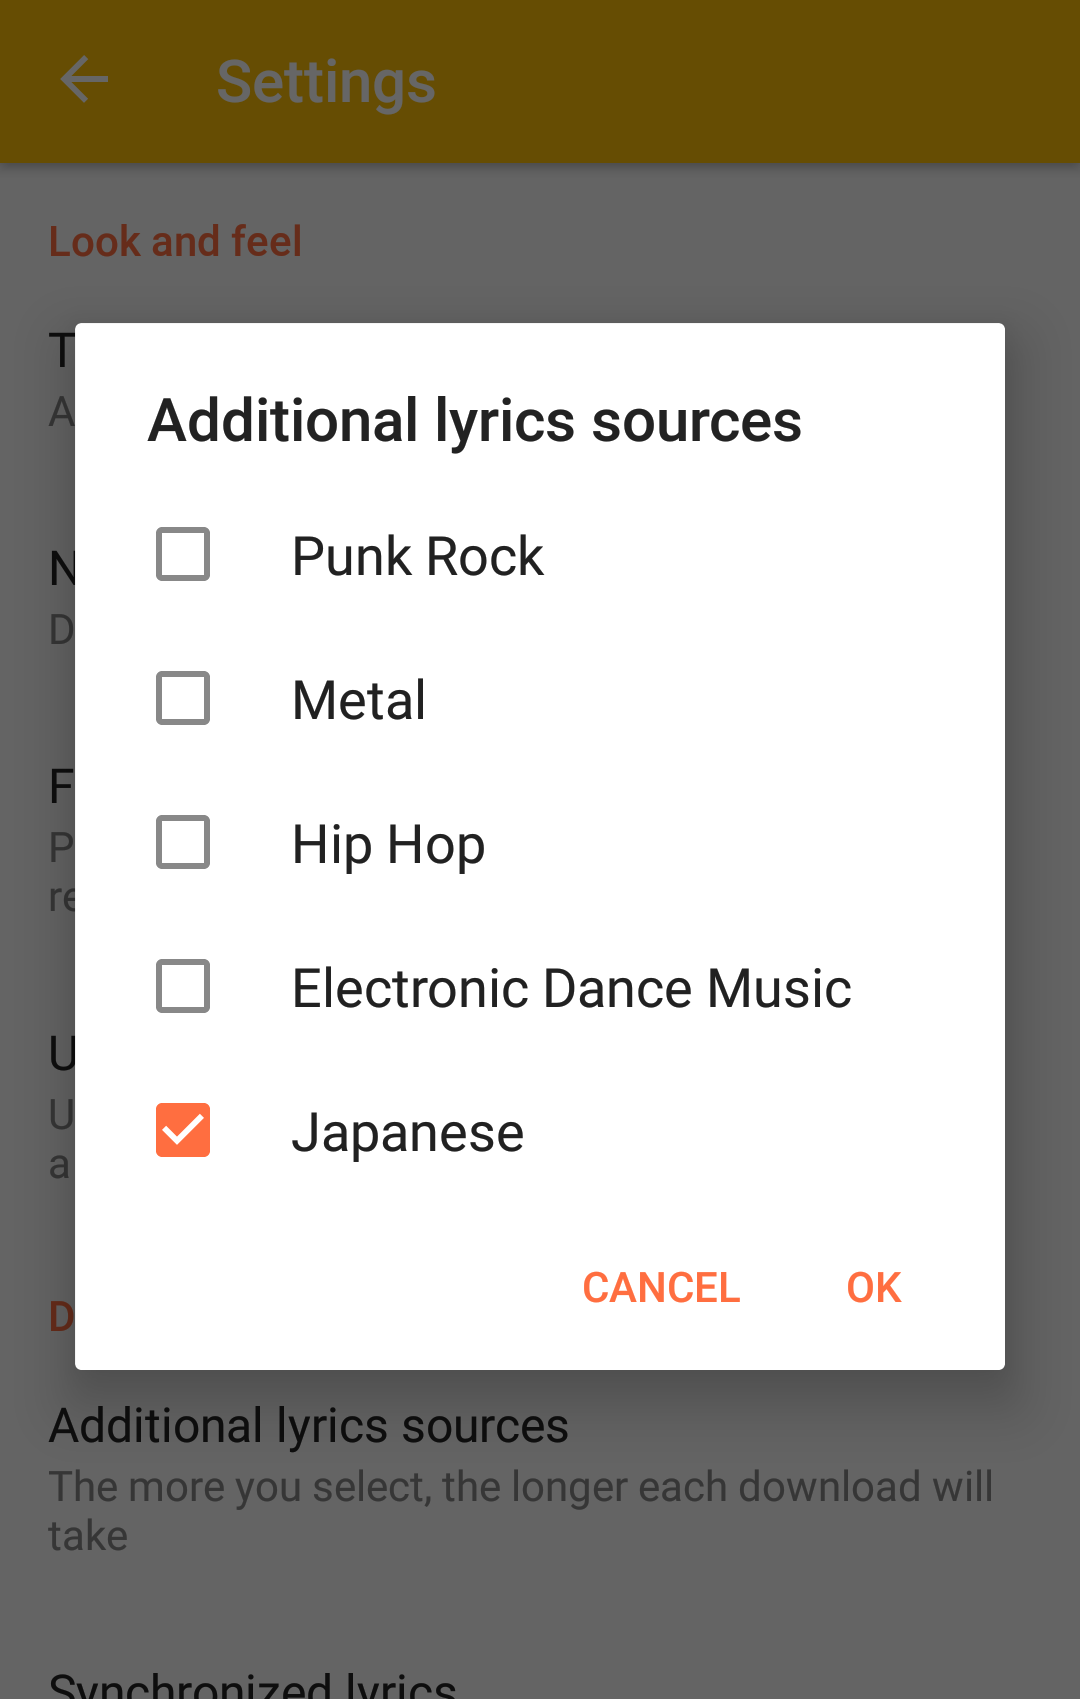 Settings
Look and feel
Additional lyrics sources
Punk Rock
Metal
Hip Hop
Electronic Dance Music
Japanese
CANCEL
OK
Additional lyrics sources
The more you select, the longer each download will
take
Synchronized lyrics